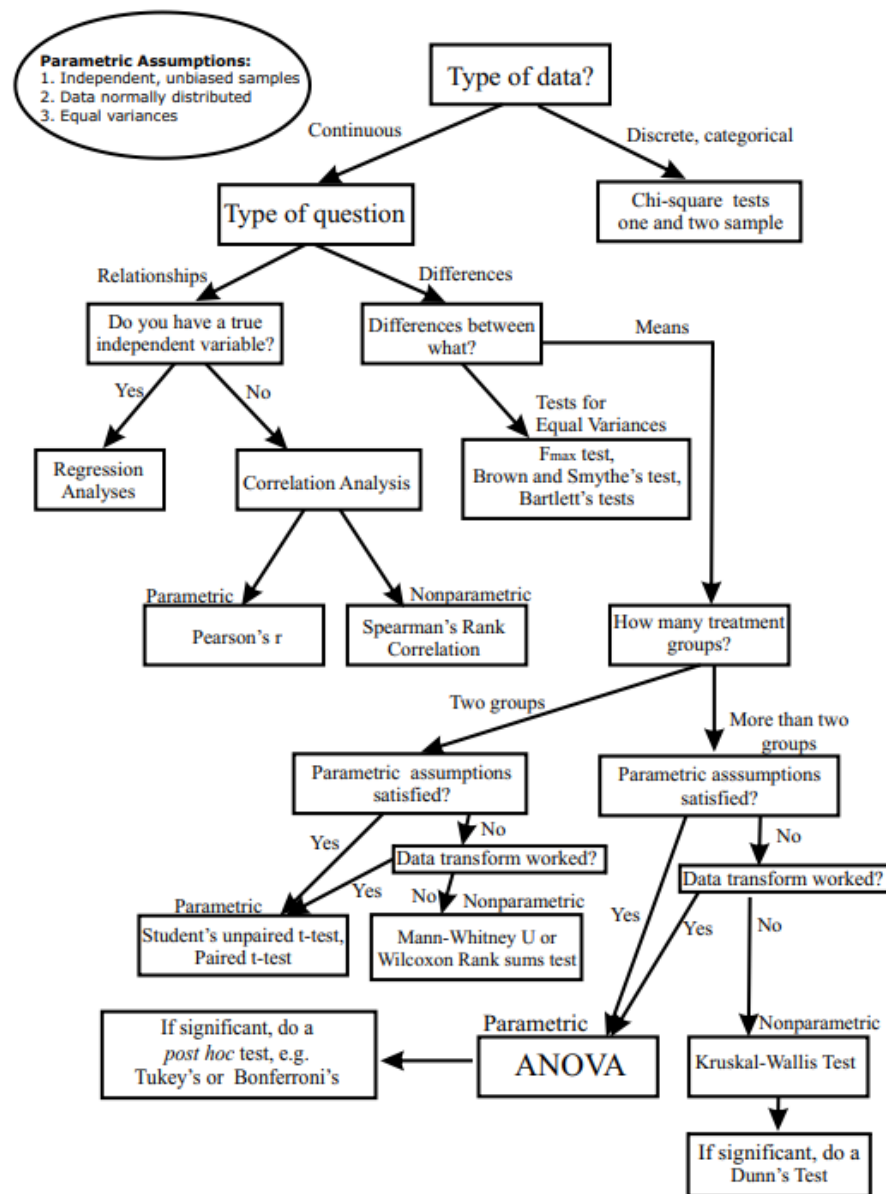 Parametric Assumptions:
1. Independent, unbiased samples
2. Data normally distributed
3. Equal variances
Type of data?
Continuous
Discrete, categorical
Type of question
Chi-square tests
one and two sample
Relationships
Differences
Do you have a true
independent variable?
Differences between
what?
Means
Yes
No
Tests for
Equal Variances
Regression
Analyses
Correlation Analysis
Fmax test,
Brown and Smythe's test,
Bartlett's tests
Parametric
Nonparametric
Pearson's r
Spearman's Rank
Correlation
How many treatment
groups?
Two groups
More than two
groups
Parametric assumptions
satisfied?
Parametric asssumptions
satisfied?
Yes
No
Data transform worked?
No
Data transform worked?
Yes
No
Nonparametric
Parametric
Student's unpaired t-test,
Paired t-test
Mann-Whitney U or
Wilcoxon Rank sums test
Yes
Yes
No
Parametric
Nonparametric
If significant, do a
post hoc test, e.g.
Tukey's or Bonferroni's
ANOVA
Kruskal-Wallis Test
If significant, do a
Dunn's Test